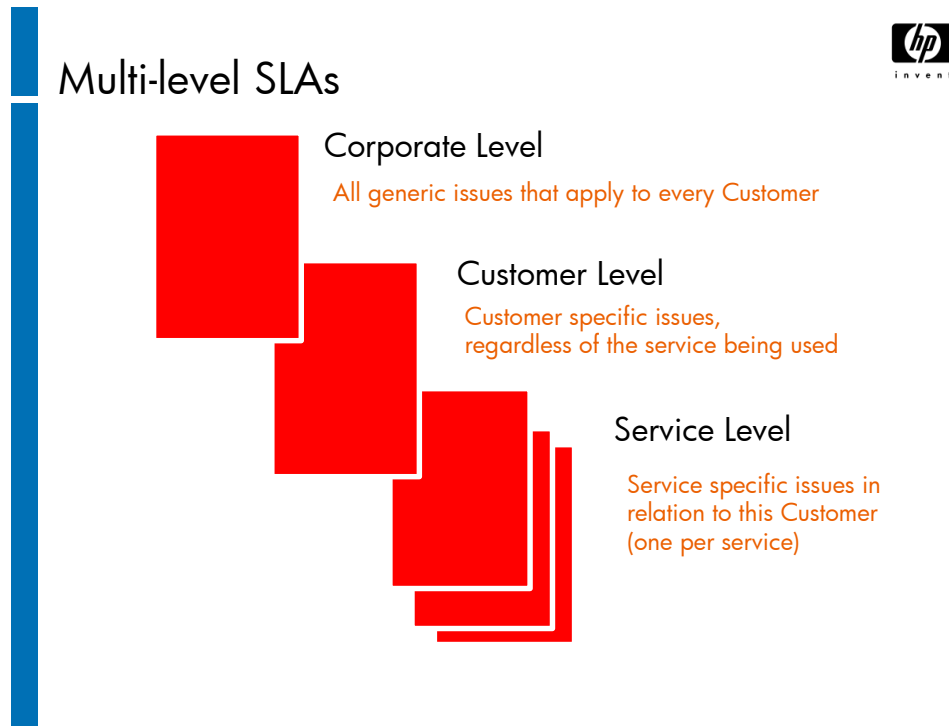 Multi-level SLAs
hp
invent
Corporate Level
All generic issues that apply to every Customer
Customer Level
Customer specific issues,
regardless of the service being used
Service Level
Service specific issues in
relation to this Customer
(one per service)